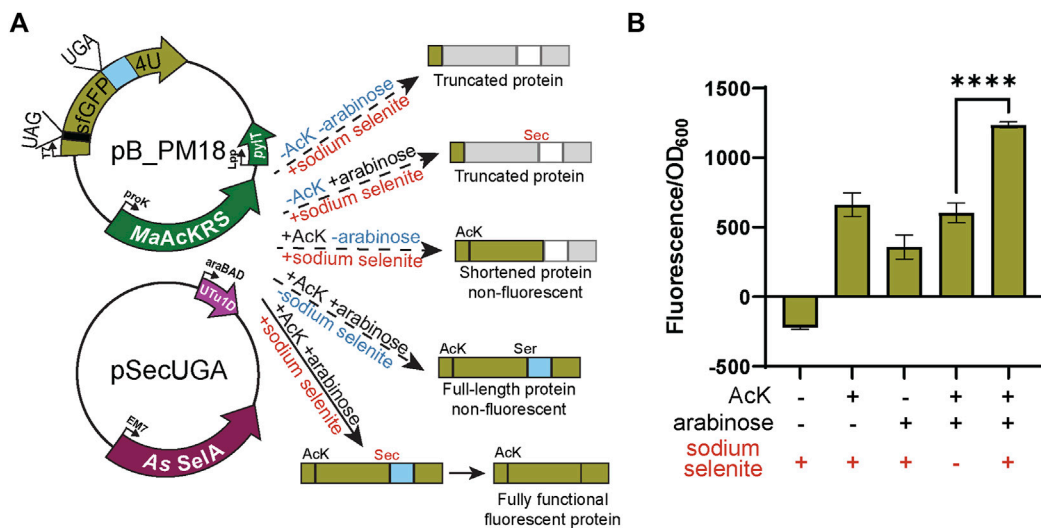 A
UGA
4U
sfGFP
UAG
T7
pB_PM18
Lpp
pylT
proK
MaAcKRS
araBAD
UTu1D
pSecUGA
EM7
As SelA
-AcK -arabinose
+sodium selenite
Truncated protein
-AcK +arabinose
+sodium selenite
Sec
Truncated protein
+AcK -arabinose
+sodium selenite
AcK
Shortened protein
non-fluorescent
+AcK +arabinose
-sodium selenite
AcK Ser
Full-length protein
non-fluorescent
+AcK +arabinose
+sodium selenite
AcK Sec
AcK
Fully functional
fluorescent protein
B
****
Fluorescence/OD600
1500
1000
500
0
-500
AcK - + - + +
arabinose - - + + +
sodium
selenite + + + - +